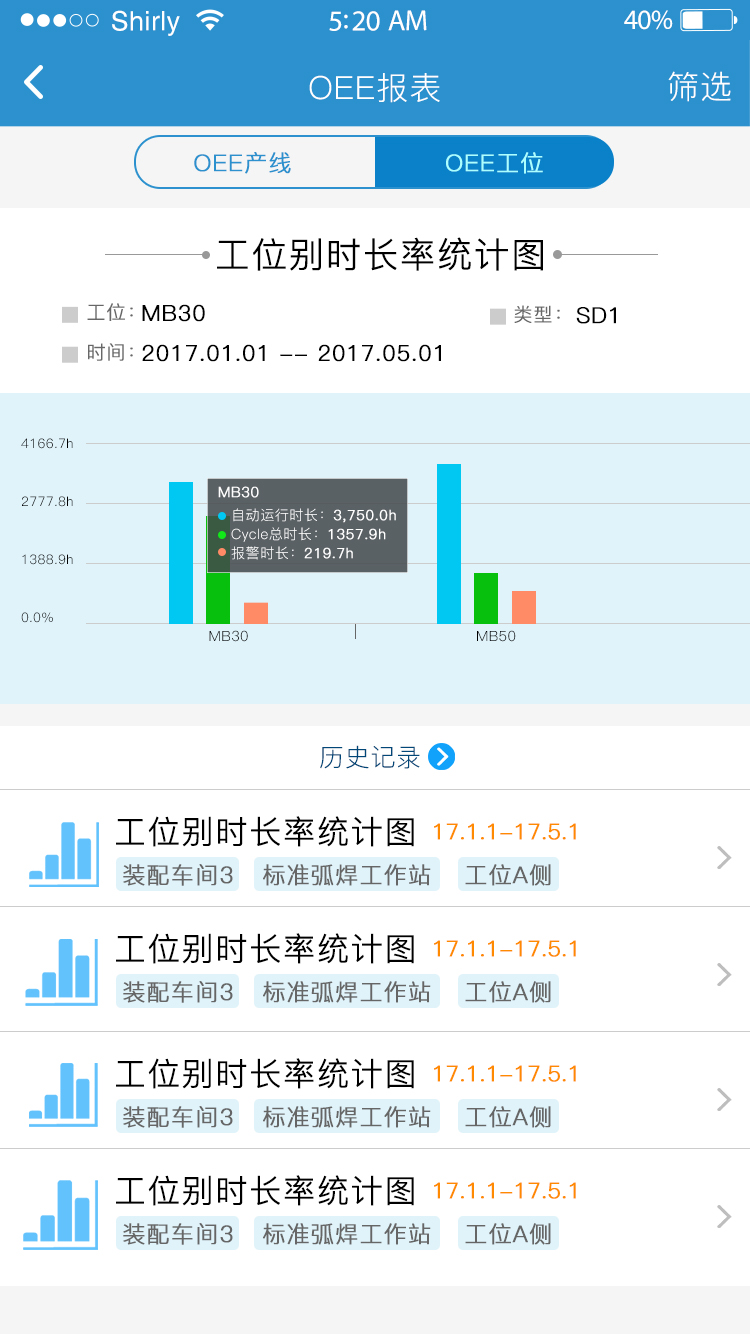 Shirly 5:20 AM 40%
OEE报表 筛选
OEE产线 OEE工位
工位别时长率统计图
工位: MB30 类型: SD1
时间: 2017.01.01 -- 2017.05.01
4166.7h
2777.8h
1388.9h
0.0%
MB30
自动运行时长: 3,750.0h
Cycle总时长: 1357.9h
报警时长: 219.7h
MB30 MB50
历史记录
工位别时长率统计图 17.1.1-17.5.1
装配车间3 标准弧焊工作站 工位A侧
工位别时长率统计图 17.1.1-17.5.1
装配车间3 标准弧焊工作站 工位A侧
工位别时长率统计图 17.1.1-17.5.1
装配车间3 标准弧焊工作站 工位A侧
工位别时长率统计图 17.1.1-17.5.1
装配车间3 标准弧焊工作站 工位A侧